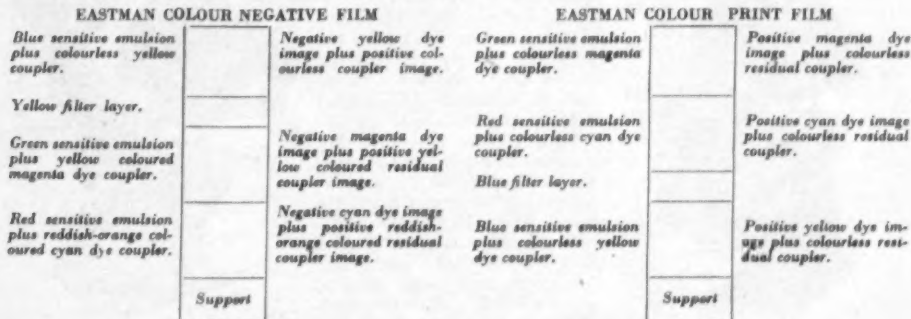 EASTMAN COLOUR NEGATIVE FILM
Blue sensitive emulsion
plus colourless yellow
coupler.
Yellow filter layer.
Green sensitive emulsion
plus yellow coloured
magenta dye coupler.
Red sensitive emulsion
plus reddish-orange col-
oured cyan dye coupler.
Negative yellow dye
image plus positive col-
ourless coupler image.
Negative magenta dye
image plus positive yel-
low coloured residual
coupler image.
Negative cyan dye image
plus positive reddish-
orange coloured residual
coupler image.
Support
EASTMAN COLOUR PRINT FILM
Green sensitive emulsion
plus colourless magenta
dye coupler.
Red sensitive emulsion
plus colourless cyan dye
coupler.
Blue filter layer.
Blue sensitive emulsion
plus colourless yellow
dye coupler.
Positive magenta dye
image plus colourless
residual coupler.
Positive cyan dye image
plus colourless residual
coupler.
Positive yellow dye im-
age plus colourless resi-
dual coupler.
Support